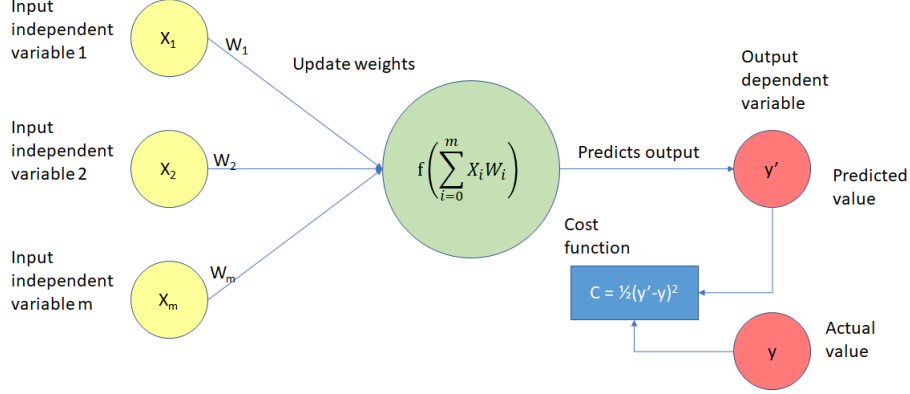 Input
independent
variable 1
X₁
W₁
Update weights
Output
dependent
variable
Input
independent
variable 2
X₂
W₂
f(∑_{i=0}^{m} XᵢWᵢ)
Predicts output
y’
Predicted
value
Cost
function
C = ½(y’-y)²
Input
independent
variable m
Xₘ
Wₘ
Actual
value
y